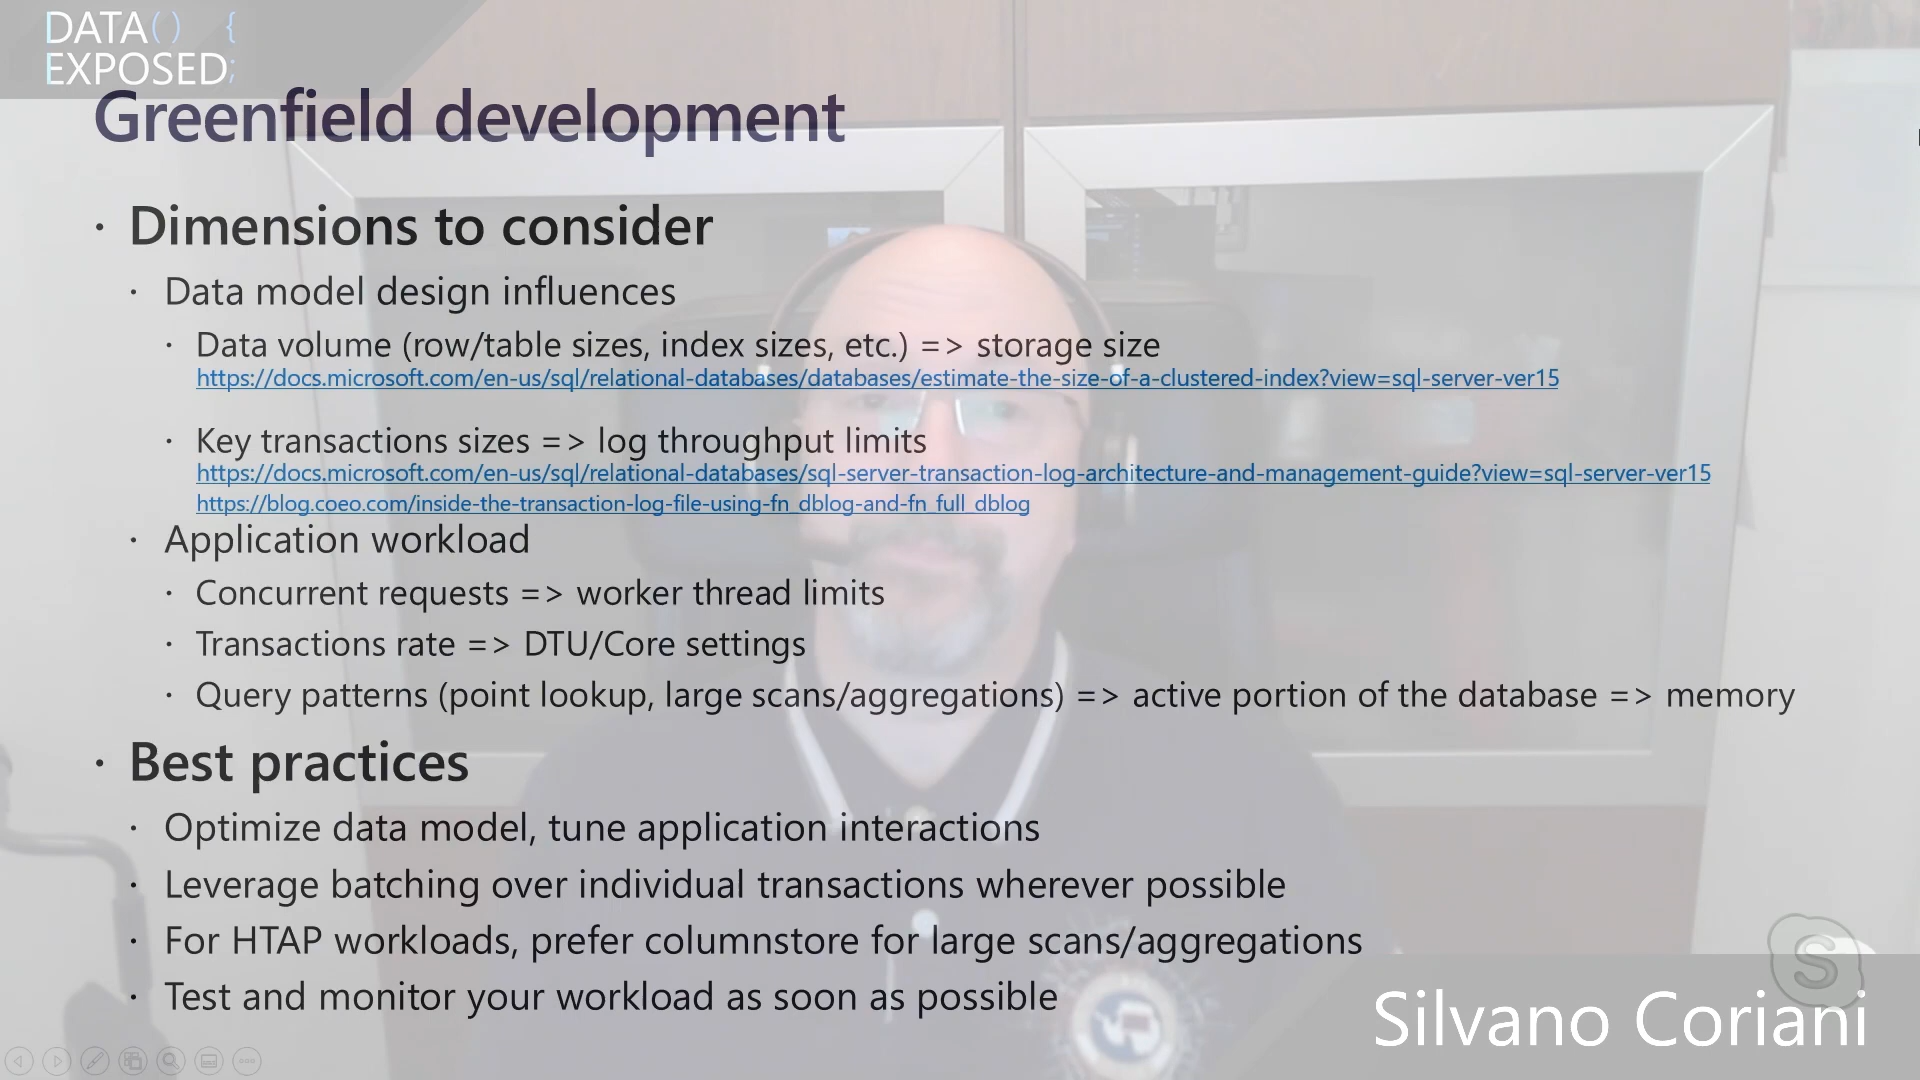 DATA() {
EXPOSED;
Greenfield development
· Dimensions to consider
· Data model design influences
· Data volume (row/table sizes, index sizes, etc.) => storage size
https://docs.microsoft.com/en-us/sql/relational-databases/databases/estimate-the-size-of-a-clustered-index?view=sql-server-ver15
· Key transactions sizes => log throughput limits
https://docs.microsoft.com/en-us/sql/relational-databases/sql-server-transaction-log-architecture-and-management-guide?view=sql-server-ver15
https://blog.coeo.com/inside-the-transaction-log-file-using-fn_dblog-and-fn_full_dblog
· Application workload
· Concurrent requests => worker thread limits
· Transactions rate => DTU/Core settings
· Query patterns (point lookup, large scans/aggregations) => active portion of the database => memory
· Best practices
· Optimize data model, tune application interactions
· Leverage batching over individual transactions wherever possible
· For HTAP workloads, prefer columnstore for large scans/aggregations
· Test and monitor your workload as soon as possible
Silvano Coriani